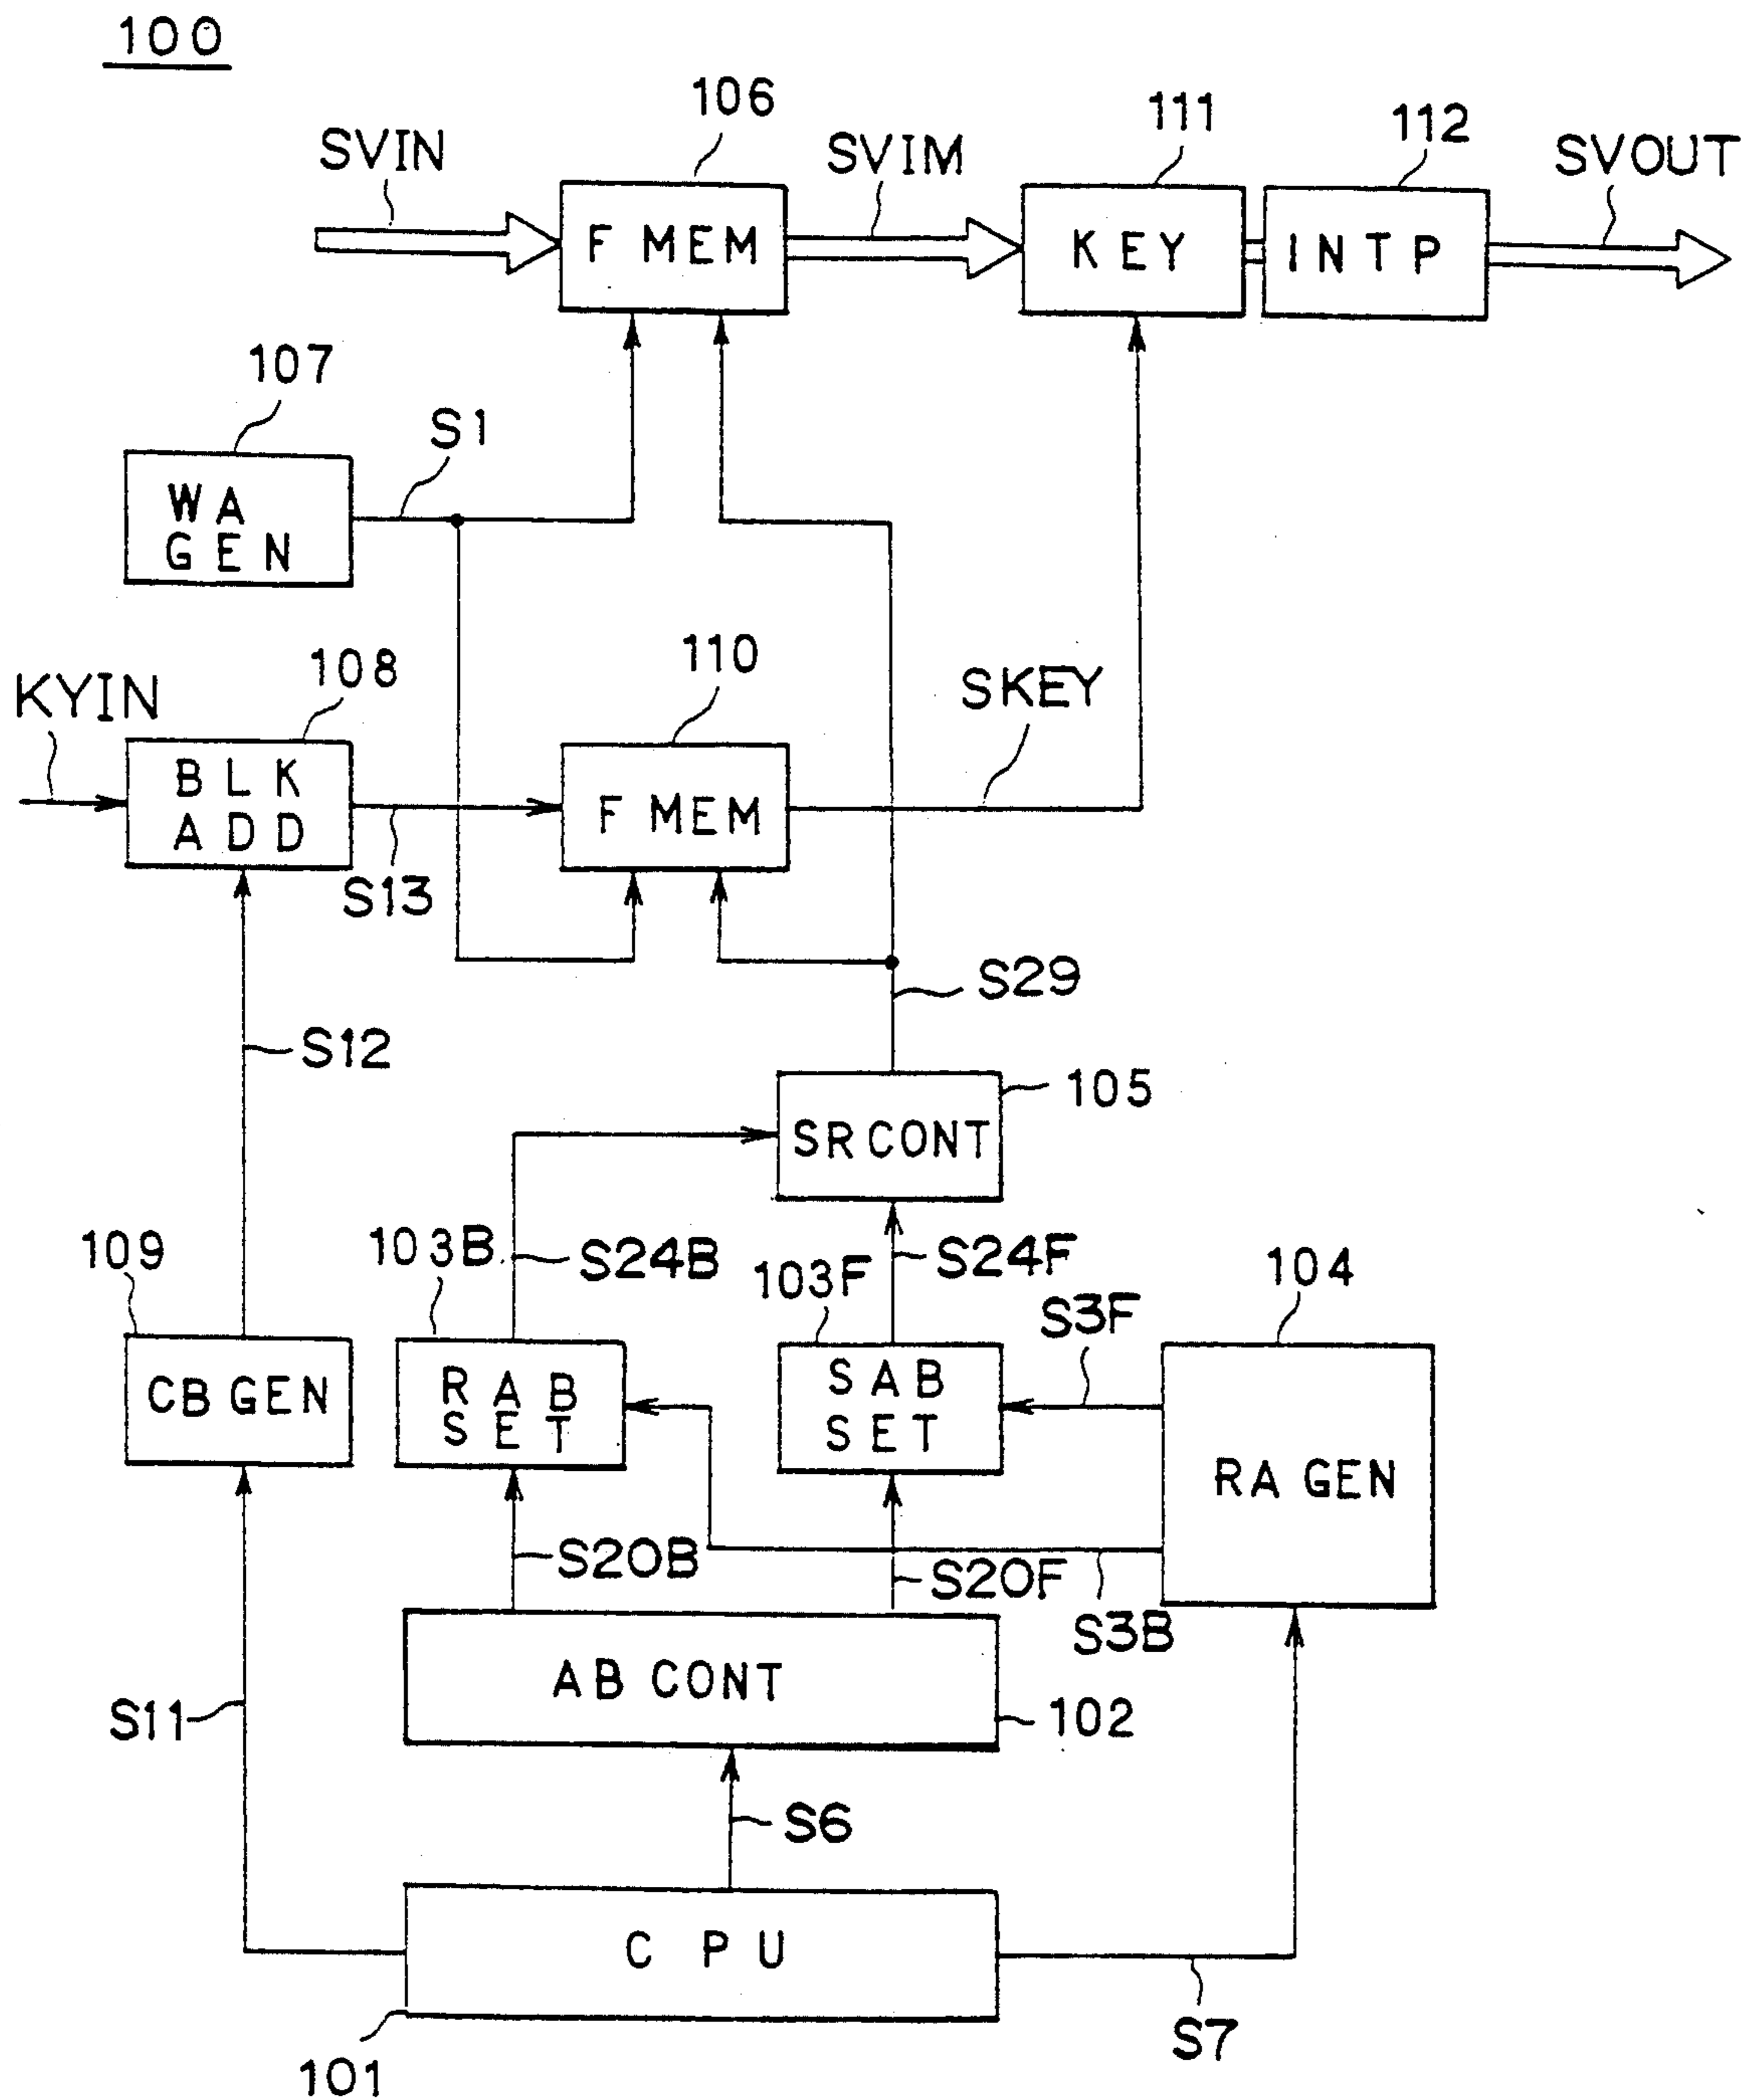 100
106
111
112
SVIN
SVIM
SVOUT
F MEM
KEY
INTP
107
S1
WA
GEN
108
110
KYIN
SKEY
BLK
ADD
F MEM
S13
S29
S12
105
SR CONT
109
103B
S24B
103F
S24F
104
S3F
CB GEN
RAB
SET
SAB
SET
RA GEN
S20B
S20F
S3B
AB CONT
102
S11
S6
CPU
S7
101